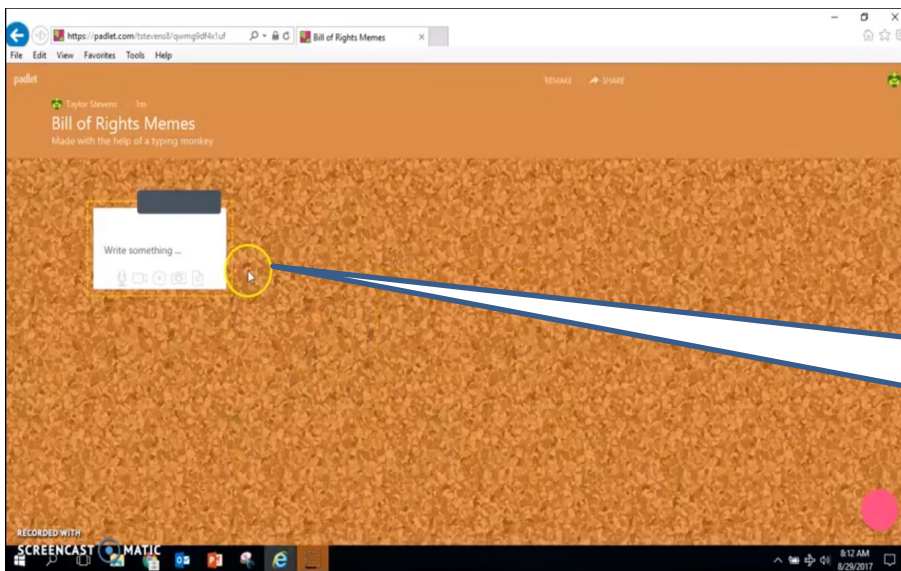 https://padlet.com/tstevens8/qwmg9df4x1uf
Bill of Rights Memes
File Edit View Favorites Tools Help
padlet
REMAKE SHARE
Taylor Stevens 1m
Bill of Rights Memes
Made with the help of a typing monkey
Write something ...
RECORDED WITH
SCREENCAST MATIC
8:12 AM
8/29/2017